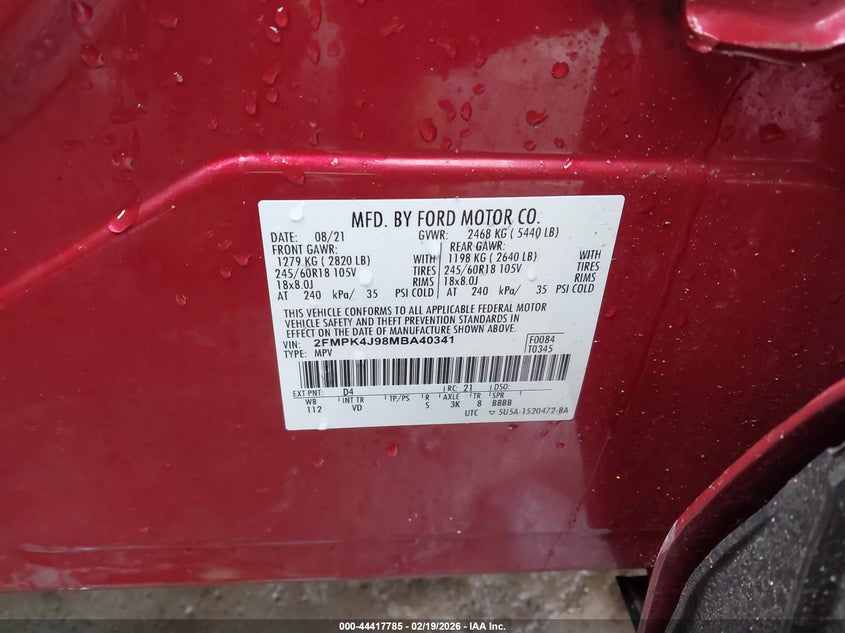 MFD. BY FORD MOTOR CO.
DATE: 08/21 GVWR: 2468 KG ( 5440 LB)
FRONT GAWR: REAR GAWR:
1279 KG ( 2820 LB) WITH 1198 KG ( 2640 LB) WITH
245/60R18 105V TIRES 245/60R18 105V TIRES
18x8.0J RIMS 18x8.0J RIMS
AT 240 kPa/ 35 PSI COLD AT 240 kPa/ 35 PSI COLD
THIS VEHICLE CONFORMS TO ALL APPLICABLE FEDERAL MOTOR
VEHICLE SAFETY AND THEFT PREVENTION STANDARDS IN
EFFECT ON THE DATE OF MANUFACTURE SHOWN ABOVE.
VIN: 2FMPK4J98MBA40341 F0084
TYPE: MPV T0345
EXT PNT: D4 RC: 21 DSO:
WB INT TR TP/PS R AXLE TR SPR
112 VD S 3K 8 BBBB
UTC ▽ 5U5A-1520472-BA
000-44417785 - 02/19/2026 - IAA Inc.